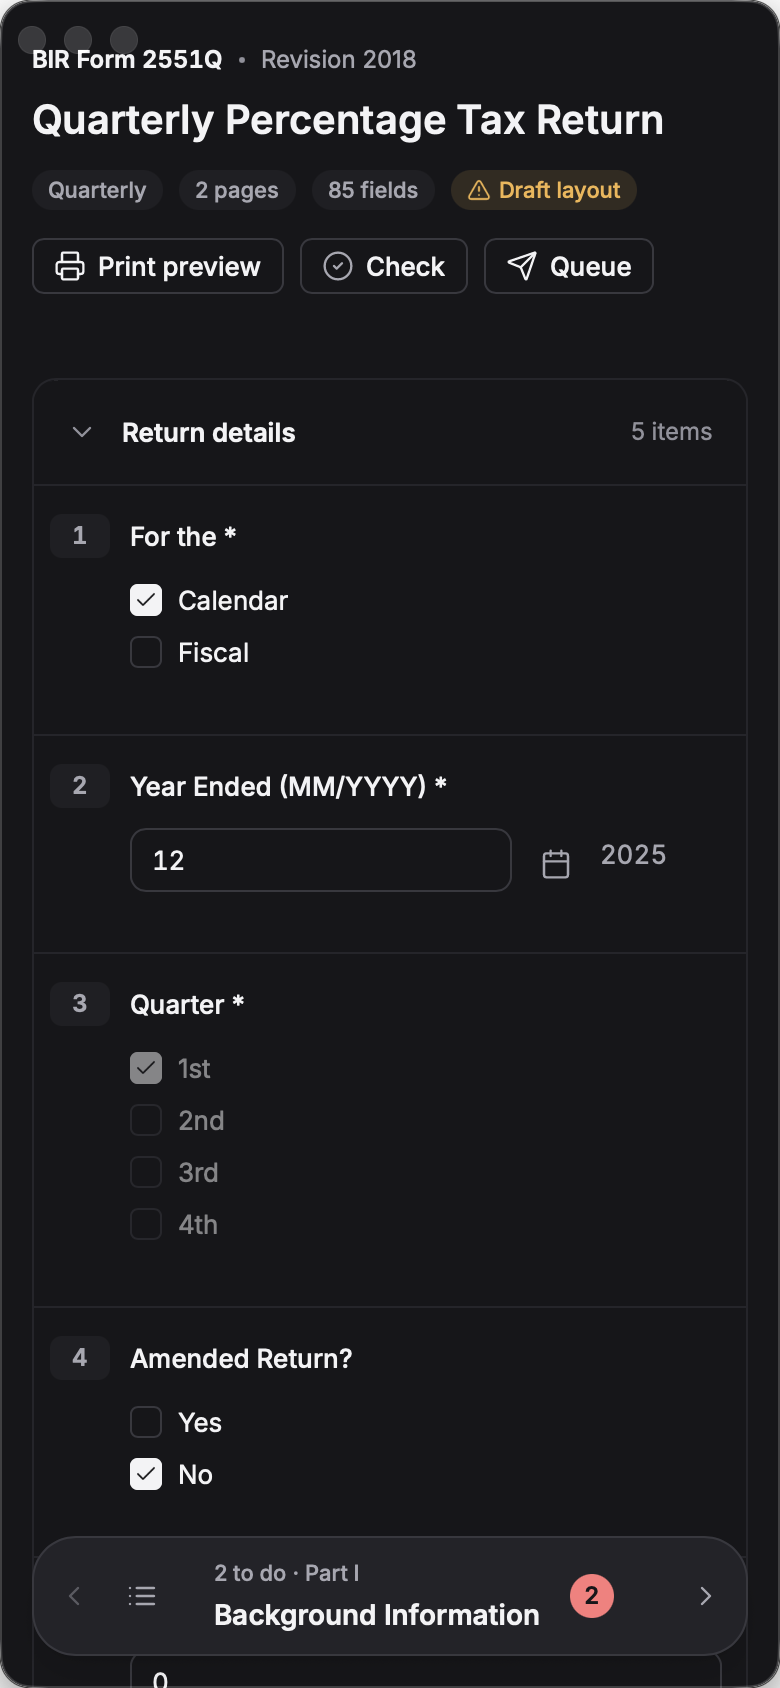 BIR Form 2551Q • Revision 2018
Quarterly Percentage Tax Return
Quarterly 2 pages 85 fields Draft layout
Print preview Check Queue
Return details 5 items
1 For the *
Calendar
Fiscal
2 Year Ended (MM/YYYY) *
12 2025
3 Quarter *
1st
2nd
3rd
4th
4 Amended Return?
Yes
No
2 to do · Part I
Background Information 2
0